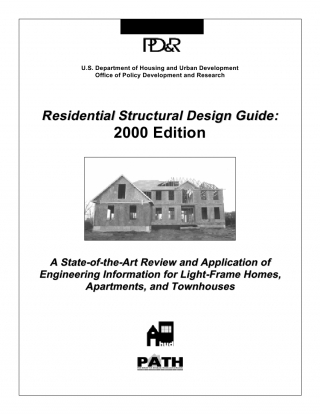 PD&R
U.S. Department of Housing and Urban Development
Office of Policy Development and Research
Residential Structural Design Guide:
2000 Edition
A State-of-the-Art Review and Application of
Engineering Information for Light-Frame Homes,
Apartments, and Townhouses
hud
PATH